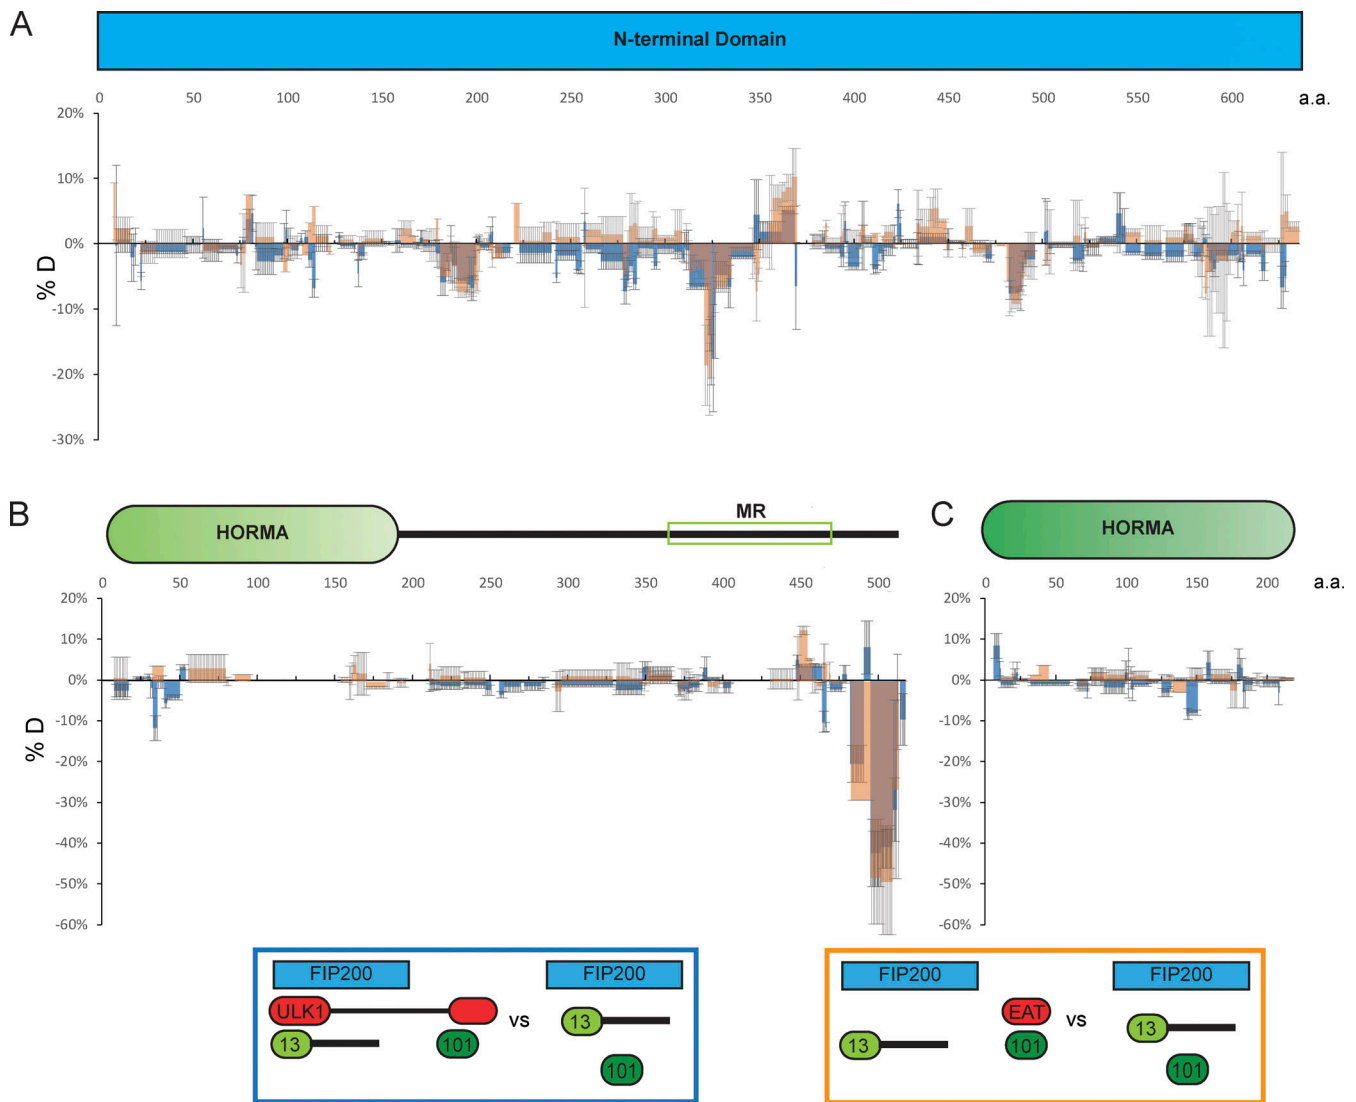 A
N-terminal Domain
0 50 100 150 200 250 300 350 400 450 500 550 600 a.a.
20%
10%
0%
-10%
-20%
-30%
% D
B
HORMA
MR
0 50 100 150 200 250 300 350 400 450 500
20%
10%
0%
-10%
-20%
-30%
-40%
-50%
-60%
% D
C
HORMA
0 50 100 150 200 a.a.
20%
10%
0%
-10%
-20%
-30%
-40%
-50%
-60%
FIP200 FIP200
ULK1 vs 13
13 101 101
FIP200 FIP200
EAT vs 13
13 101 101